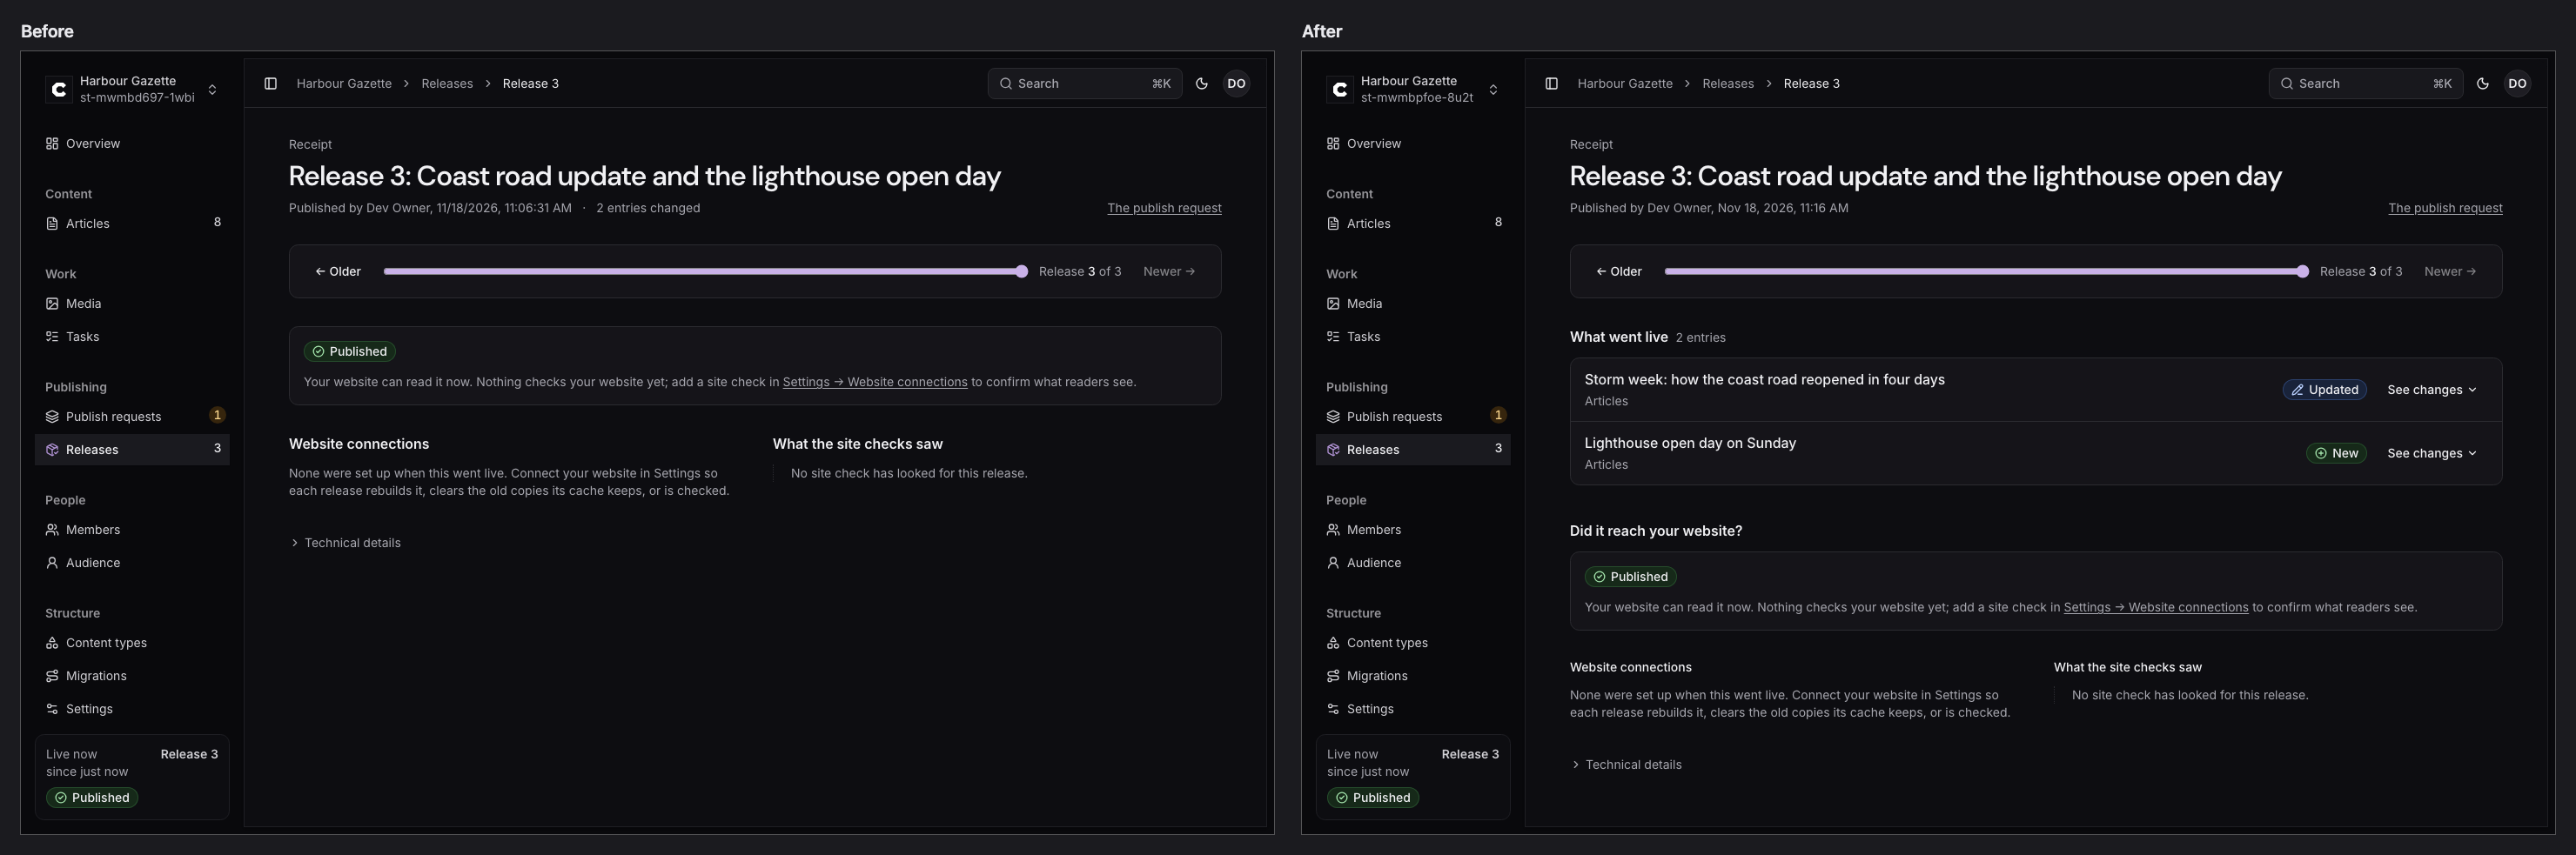 Before
Harbour Gazette
st-mwmbd697-1wbi
Overview
Content
Articles 8
Work
Media
Tasks
Publishing
Publish requests 1
Releases 3
People
Members
Audience
Structure
Content types
Migrations
Settings
Live now Release 3
since just now
Published
Harbour Gazette > Releases > Release 3
Search ⌘K
DO
Receipt
Release 3: Coast road update and the lighthouse open day
Published by Dev Owner, 11/18/2026, 11:06:31 AM · 2 entries changed
The publish request
← Older
Release 3 of 3
Newer →
Published
Your website can read it now. Nothing checks your website yet; add a site check in Settings → Website connections to confirm what readers see.
Website connections
None were set up when this went live. Connect your website in Settings so
each release rebuilds it, clears the old copies its cache keeps, or is checked.
What the site checks saw
No site check has looked for this release.
Technical details
After
Harbour Gazette
st-mwmbpfoe-8u2t
Overview
Content
Articles 8
Work
Media
Tasks
Publishing
Publish requests 1
Releases 3
People
Members
Audience
Structure
Content types
Migrations
Settings
Live now Release 3
since just now
Published
Harbour Gazette > Releases > Release 3
Search ⌘K
DO
Receipt
Release 3: Coast road update and the lighthouse open day
Published by Dev Owner, Nov 18, 2026, 11:16 AM
The publish request
← Older
Release 3 of 3
Newer →
What went live 2 entries
Storm week: how the coast road reopened in four days
Articles
Updated
See changes
Lighthouse open day on Sunday
Articles
New
See changes
Did it reach your website?
Published
Your website can read it now. Nothing checks your website yet; add a site check in Settings → Website connections to confirm what readers see.
Website connections
None were set up when this went live. Connect your website in Settings so
each release rebuilds it, clears the old copies its cache keeps, or is checked.
What the site checks saw
No site check has looked for this release.
Technical details